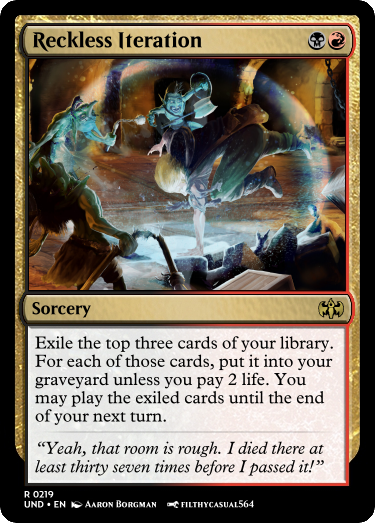 Reckless Iteration
Sorcery
Exile the top three cards of your library.
For each of those cards, put it into your
graveyard unless you pay 2 life. You
may play the exiled cards until the end
of your next turn.
“Yeah, that room is rough. I died there at
least thirty seven times before I passed it!”
R 0219
UND • EN Aaron Borgman filthycasual564